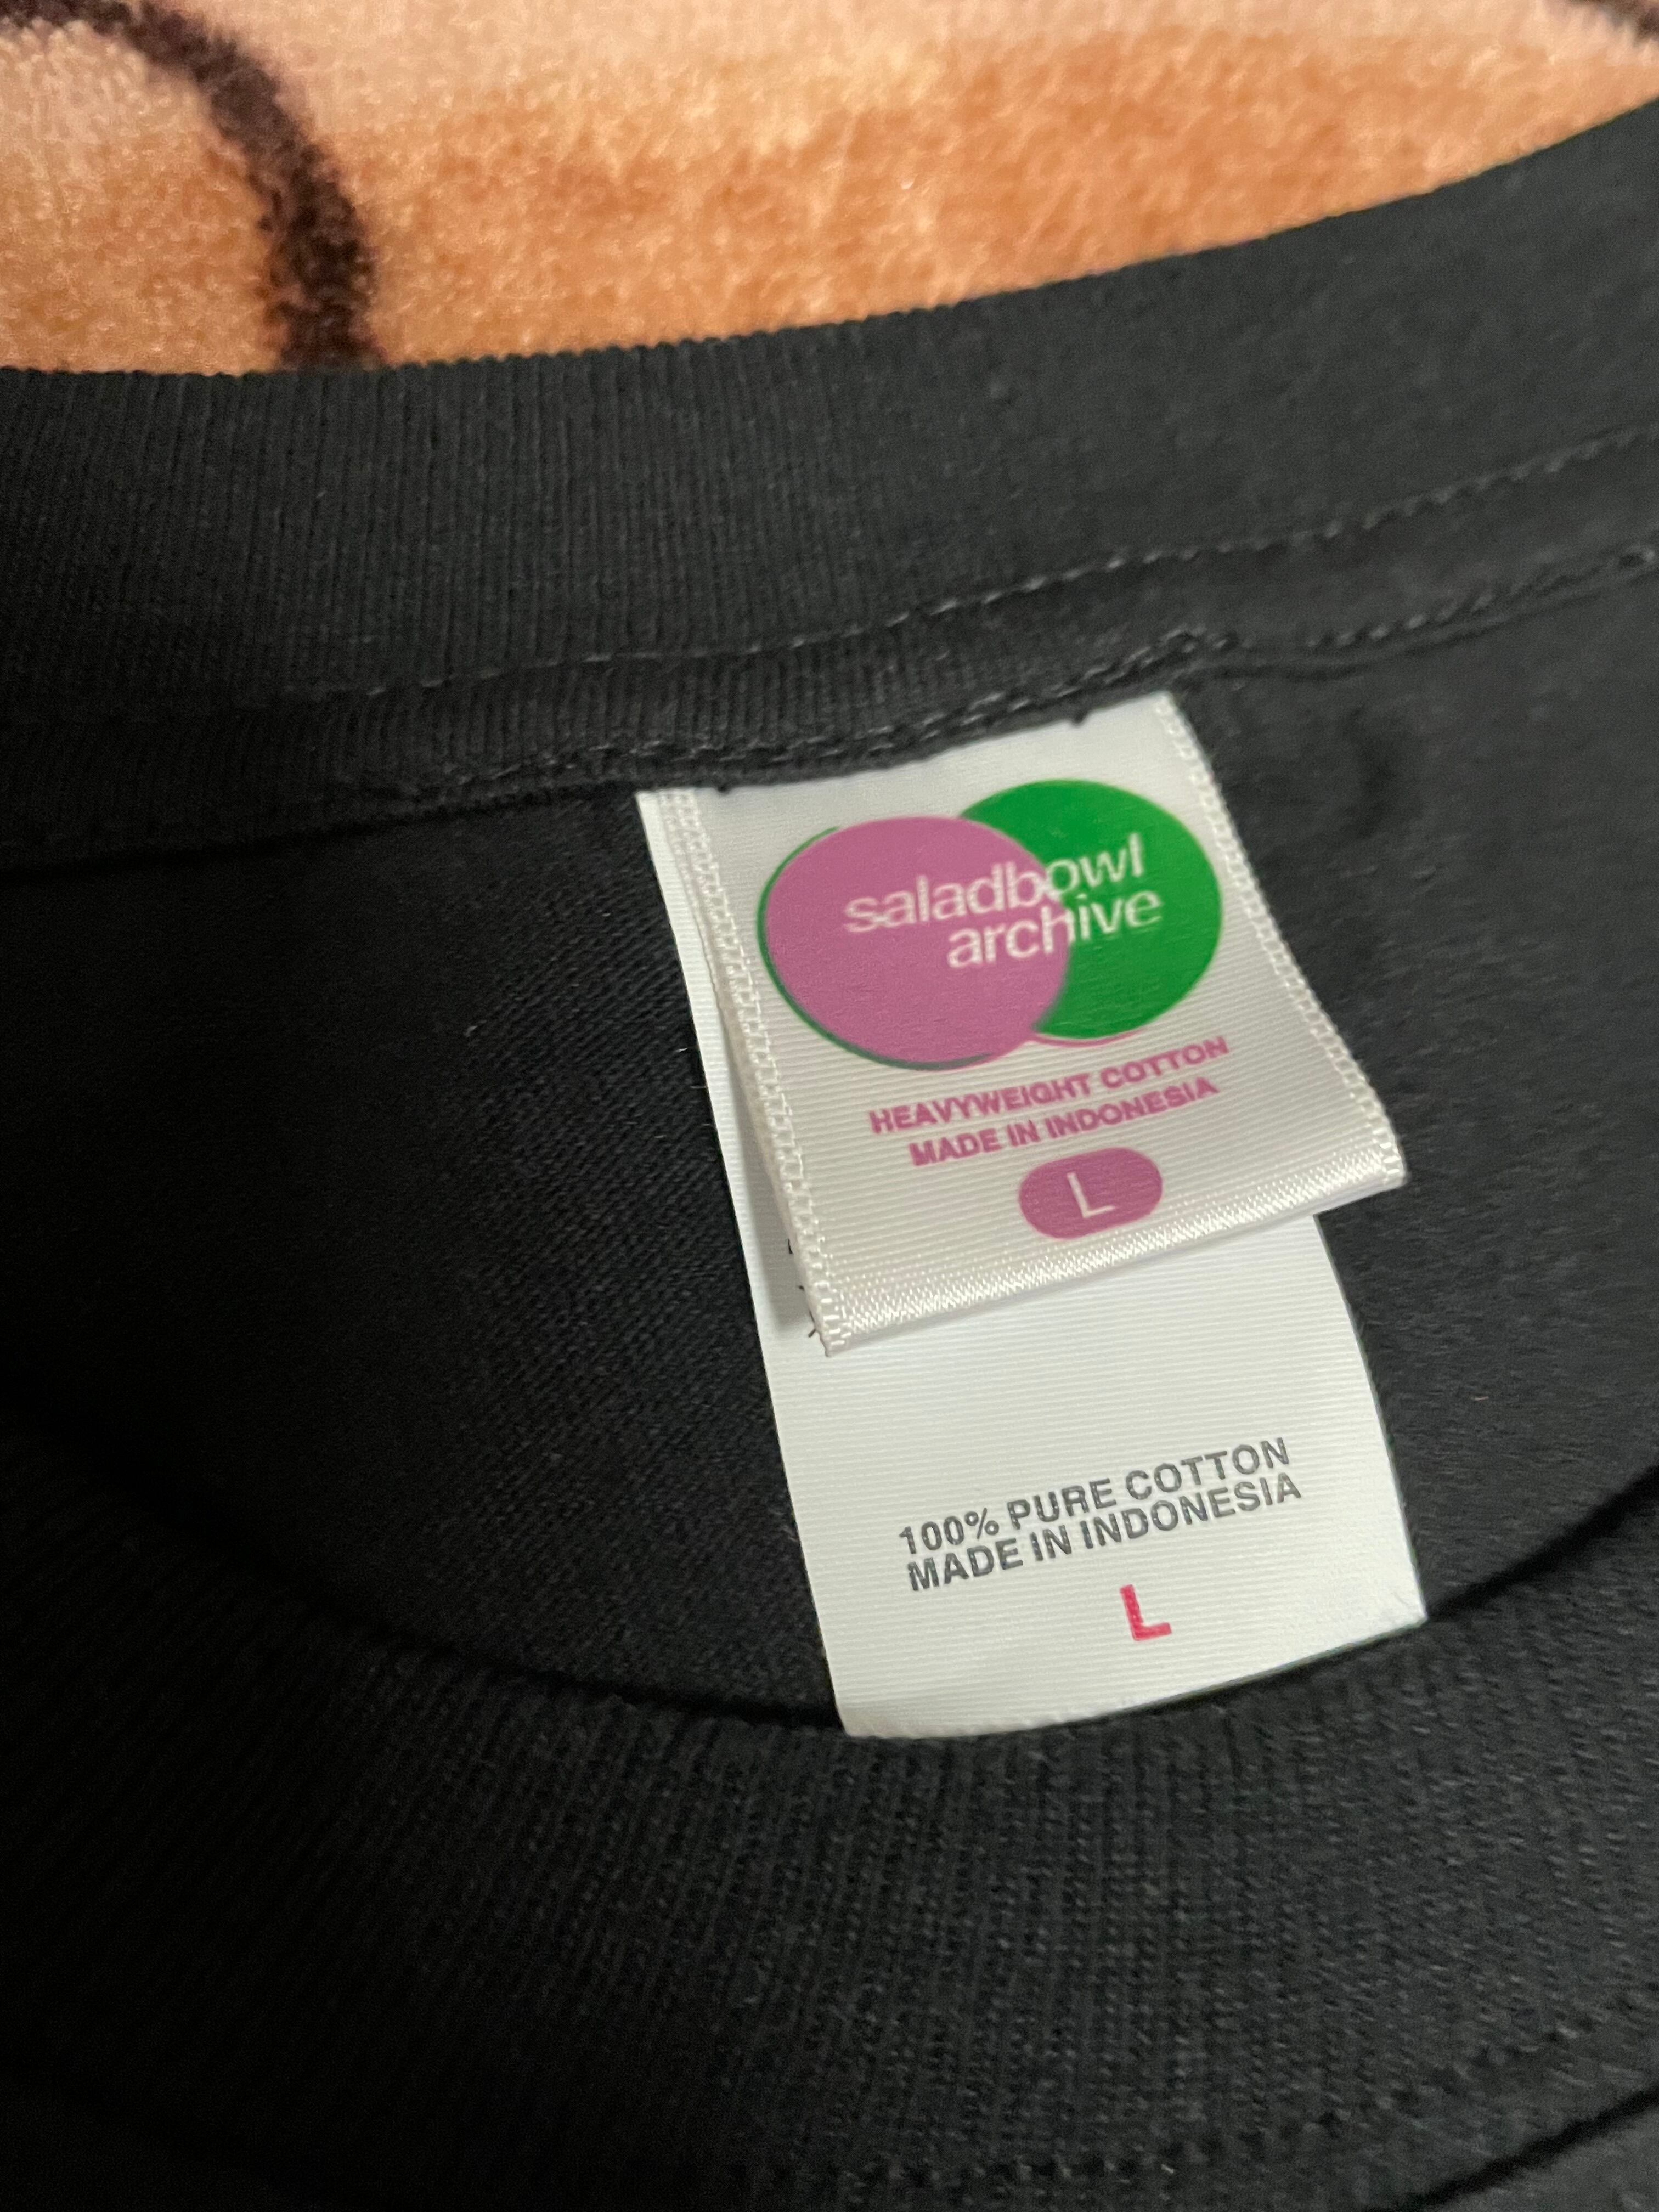 saladbowl
archive
HEAVYWEIGHT COTTON
MADE IN INDONESIA
L
100% PURE COTTON
MADE IN INDONESIA
L